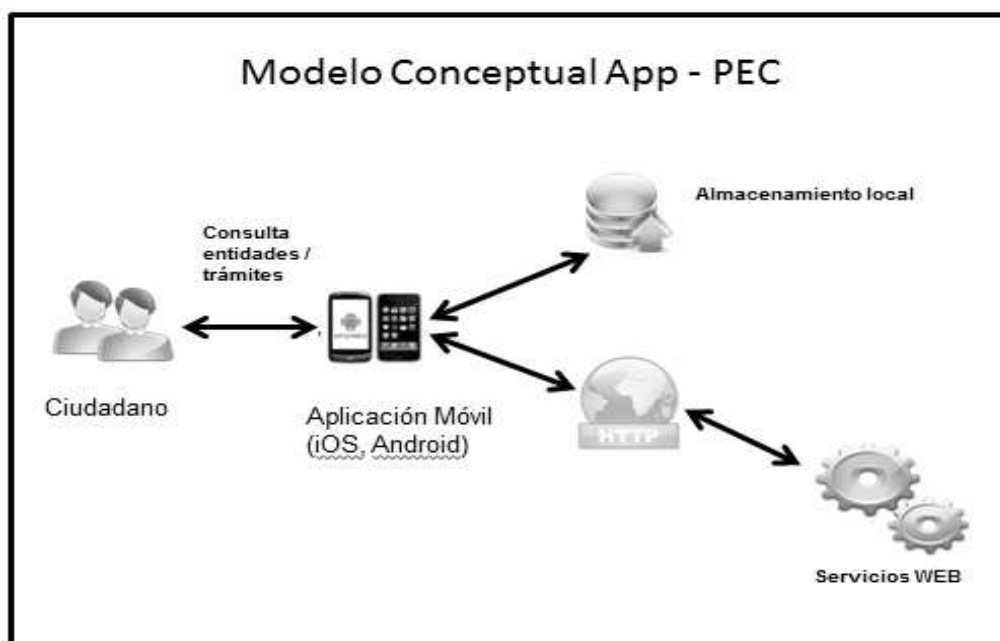 Modelo Conceptual App - PEC
Almacenamiento local
Consulta
entidades /
trámites
Ciudadano
Aplicación Móvil
(iOS, Android)
HTTP
Servicios WEB